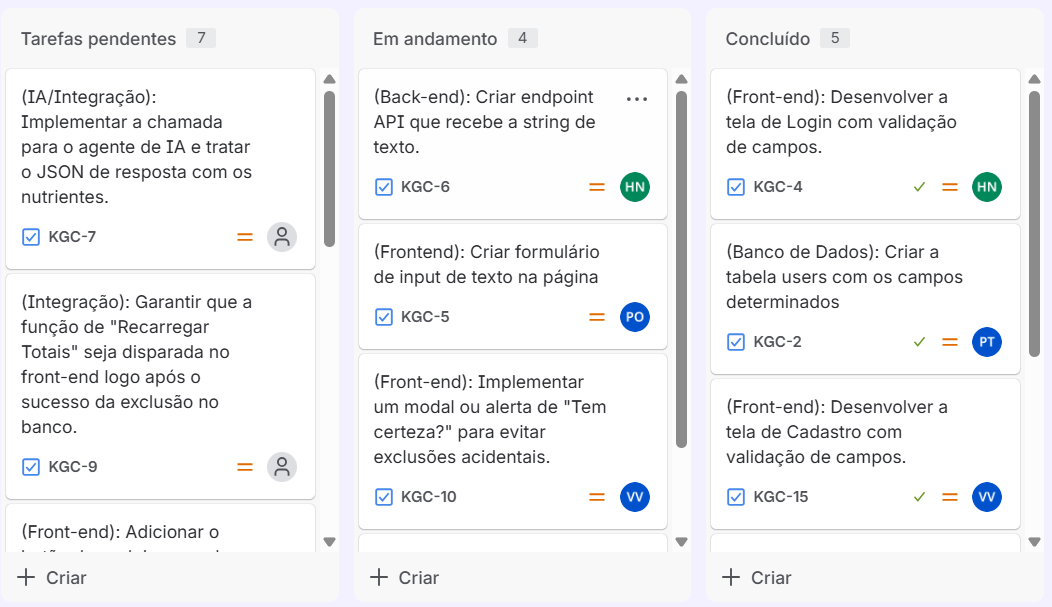 Tarefas pendentes 7
(IA/Integração):
Implementar a chamada
para o agente de IA e tratar
o JSON de resposta com os
nutrientes.
KGC-7
(Integração): Garantir que a
função de "Recarregar
Totais" seja disparada no
front-end logo após o
sucesso da exclusão no
banco.
KGC-9
(Front-end): Adicionar o
Criar
Em andamento 4
(Back-end): Criar endpoint
API que recebe a string de
texto.
KGC-6 HN
(Frontend): Criar formulário
de input de texto na página
KGC-5 PO
(Front-end): Implementar
um modal ou alerta de "Tem
certeza?" para evitar
exclusões acidentais.
KGC-10 VV
Criar
Concluído 5
(Front-end): Desenvolver a
tela de Login com validação
de campos.
KGC-4 HN
(Banco de Dados): Criar a
tabela users com os campos
determinados
KGC-2 PT
(Front-end): Desenvolver a
tela de Cadastro com
validação de campos.
KGC-15 VV
Criar